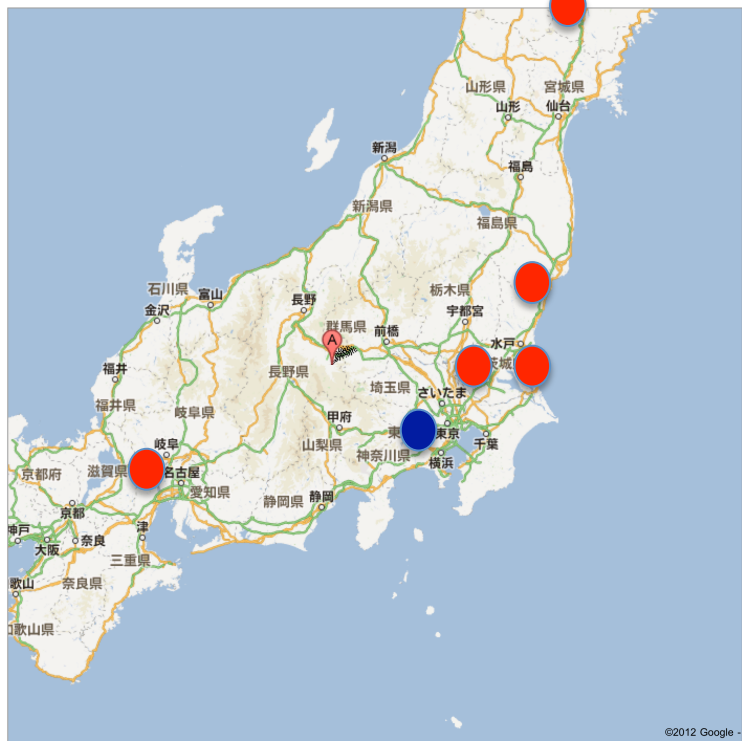 山形県
宮城県
山形
仙台
新潟
福島
新潟県
福島県
石川県
富山
長野
栃木県
金沢
宇都宮
群馬県
前橋
水戸
A
茨城
福井
長野県
埼玉県
さいたま
福井県
岐阜県
甲府
東
東京
千葉
岐阜
山梨県
神奈川県
横浜
京都府
滋賀県
名古屋
愛知県
静岡県
静岡
京都
神戸
奈良
津
大阪
三重県
歌山
奈良県
和歌山県
©2012 Google -